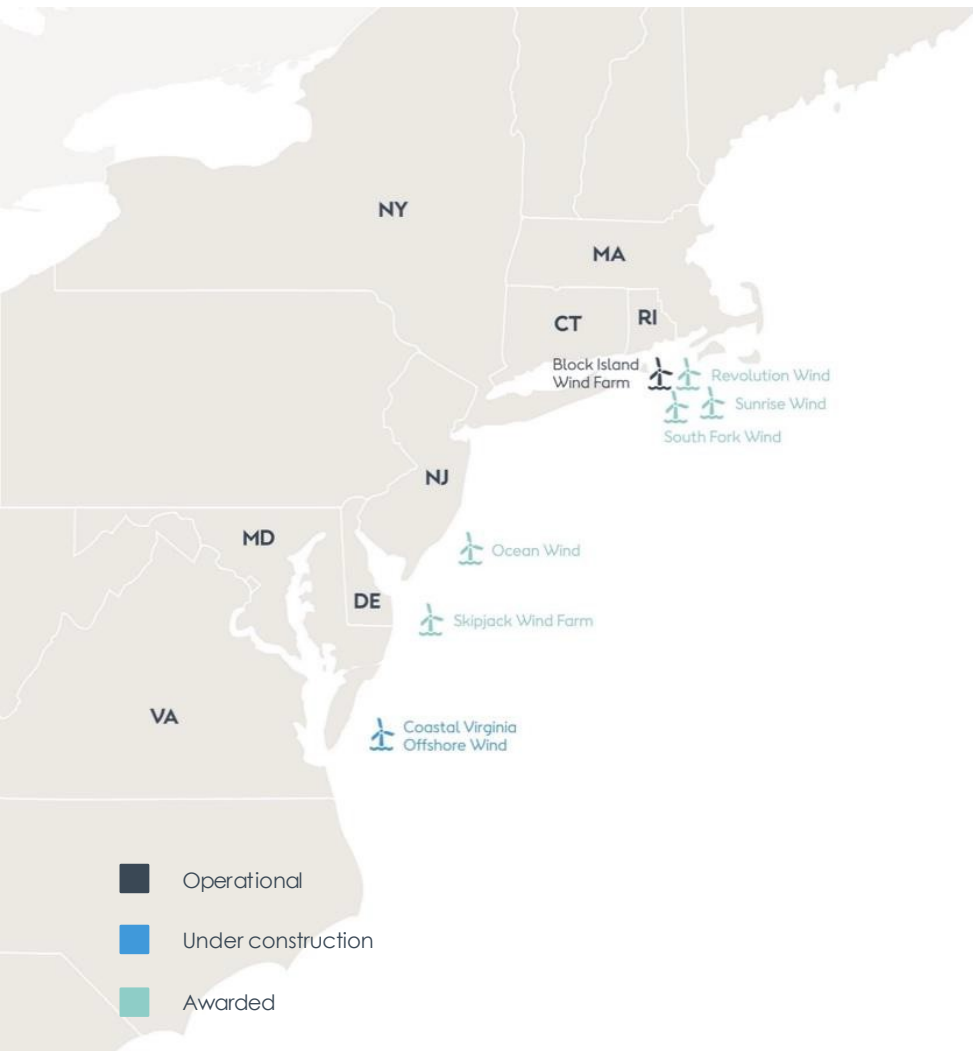 NY
MA
CT
RI
Block Island
Wind Farm
Revolution Wind
Sunrise Wind
South Fork Wind
NJ
MD
Ocean Wind
DE
Skipjack Wind Farm
VA
Coastal Virginia
Offshore Wind
Operational
Under construction
Awarded